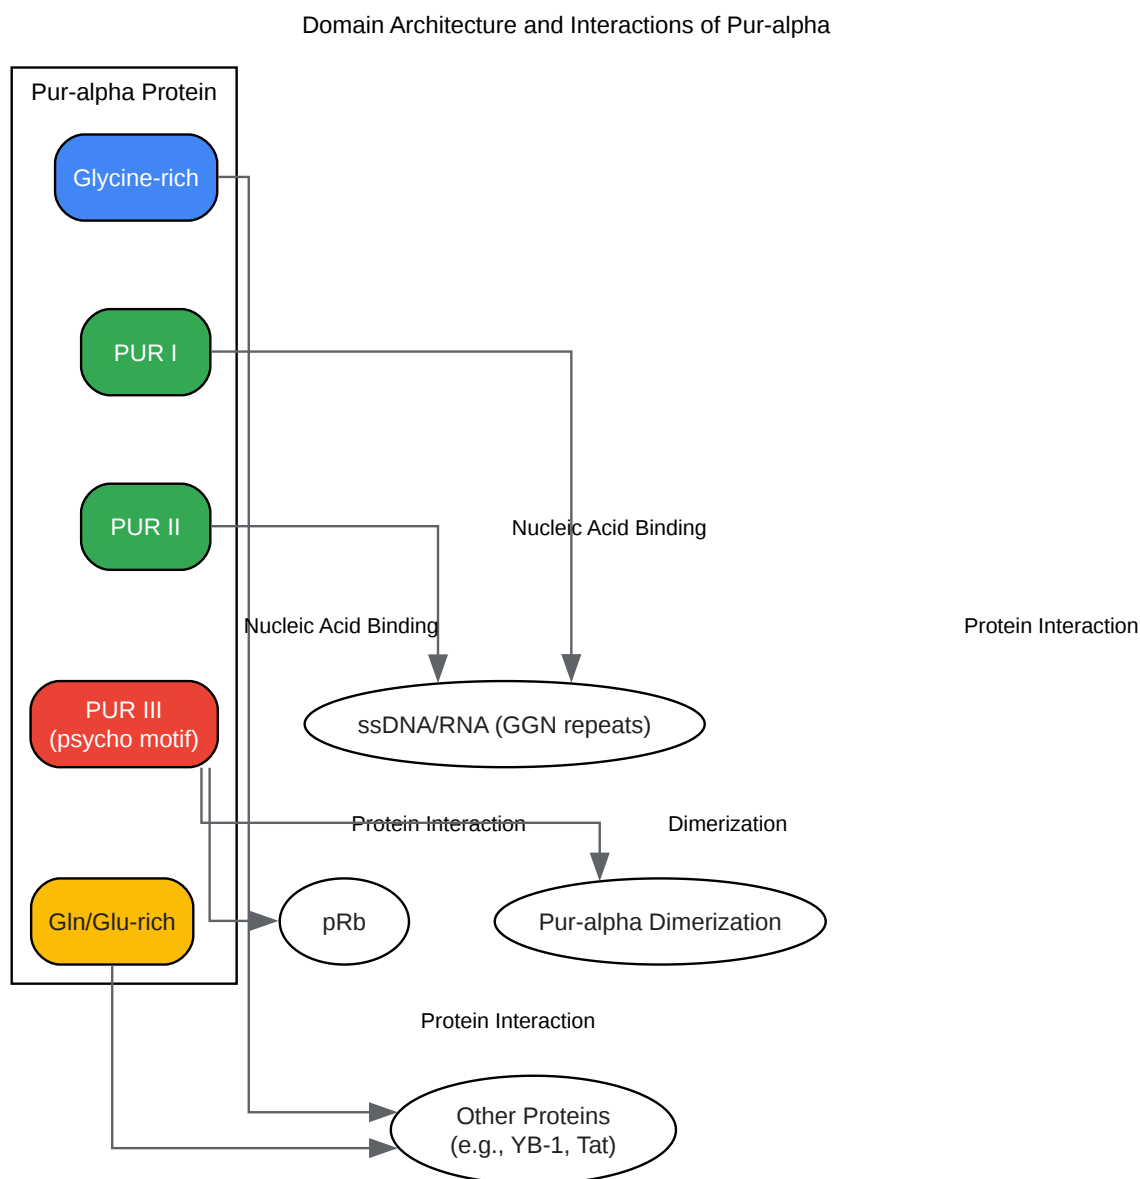 Domain Architecture and Interactions of Pur-alpha
Pur-alpha Protein
Glycine-rich
PUR I
PUR II
Nucleic Acid Binding
Nucleic Acid Binding
Protein Interaction
PUR III
(psycho motif)
ssDNA/RNA (GGN repeats)
Protein Interaction
Dimerization
Gln/Glu-rich
pRb
Pur-alpha Dimerization
Protein Interaction
Other Proteins
(e.g., YB-1, Tat)